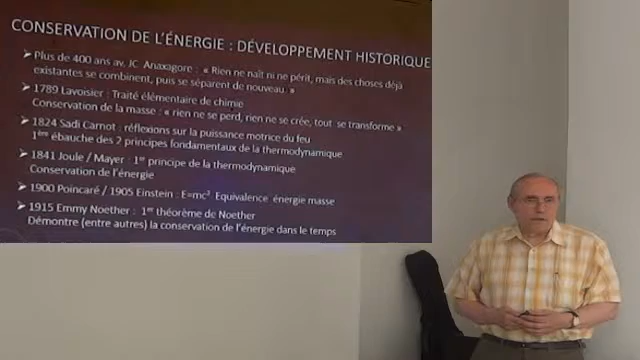 CONSERVATION DE L'ÉNERGIE : DÉVELOPPEMENT HISTORIQUE
➤ Plus de 400 ans av. JC Anaxagore : « Rien ne naît ni ne périt, mais des choses déjà
existantes se combinent, puis se séparent de nouveau. »
➤ 1789 Lavoisier : Traité élémentaire de chimie
Conservation de la masse : « rien ne se perd, rien ne se crée, tout se transforme »
➤ 1824 Sadi Carnot : réflexions sur la puissance motrice du feu
1ère ébauche des 2 principes fondamentaux de la thermodynamique
➤ 1841 Joule / Mayer : 1er principe de la thermodynamique
Conservation de l'énergie
➤ 1900 Poincaré / 1905 Einstein : E=mc² Equivalence énergie masse
➤ 1915 Emmy Noether : 1er théorème de Noether
Démontre (entre autres) la conservation de l'énergie dans le temps